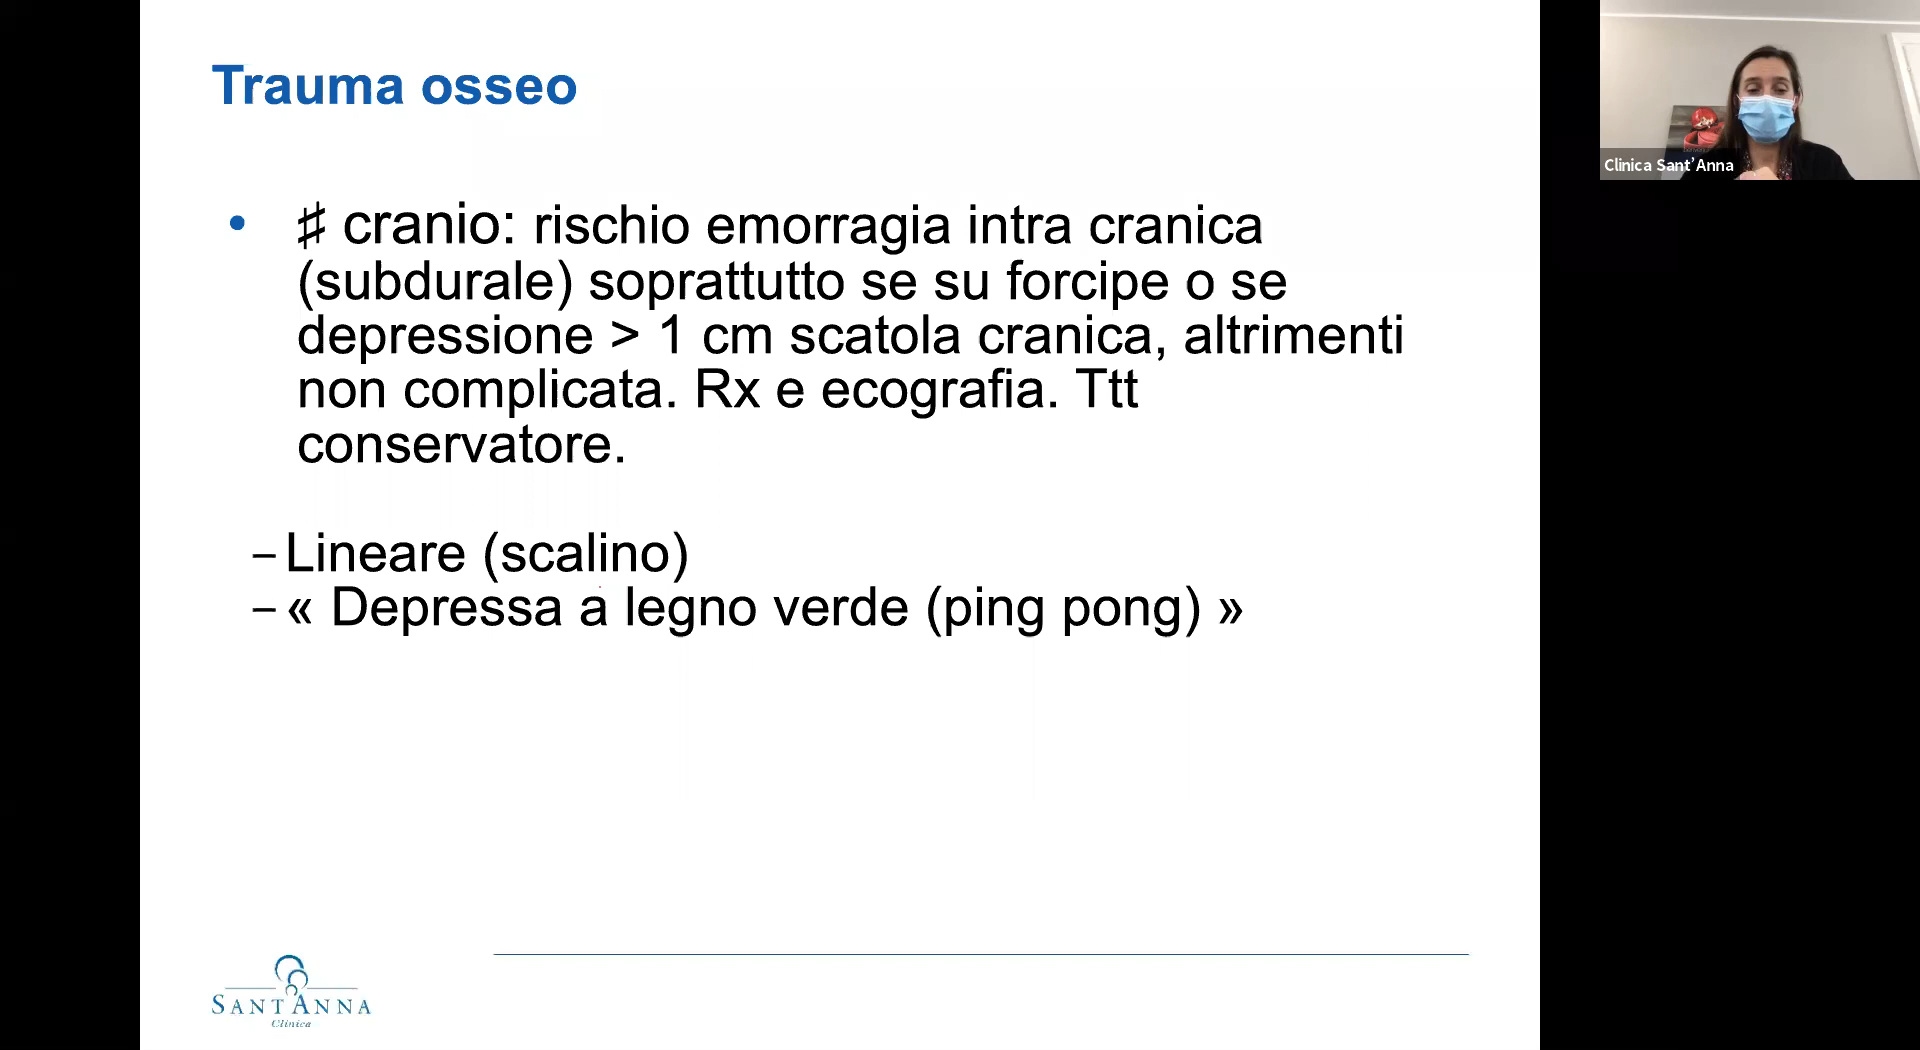 Trauma osseo
• ♯ cranio: rischio emorragia intra cranica
(subdurale) soprattutto se su forcipe o se
depressione > 1 cm scatola cranica, altrimenti
non complicata. Rx e ecografia. Ttt
conservatore.
– Lineare (scalino)
– « Depressa a legno verde (ping pong) »
SANT'ANNA
Clinica
Clinica Sant'Anna